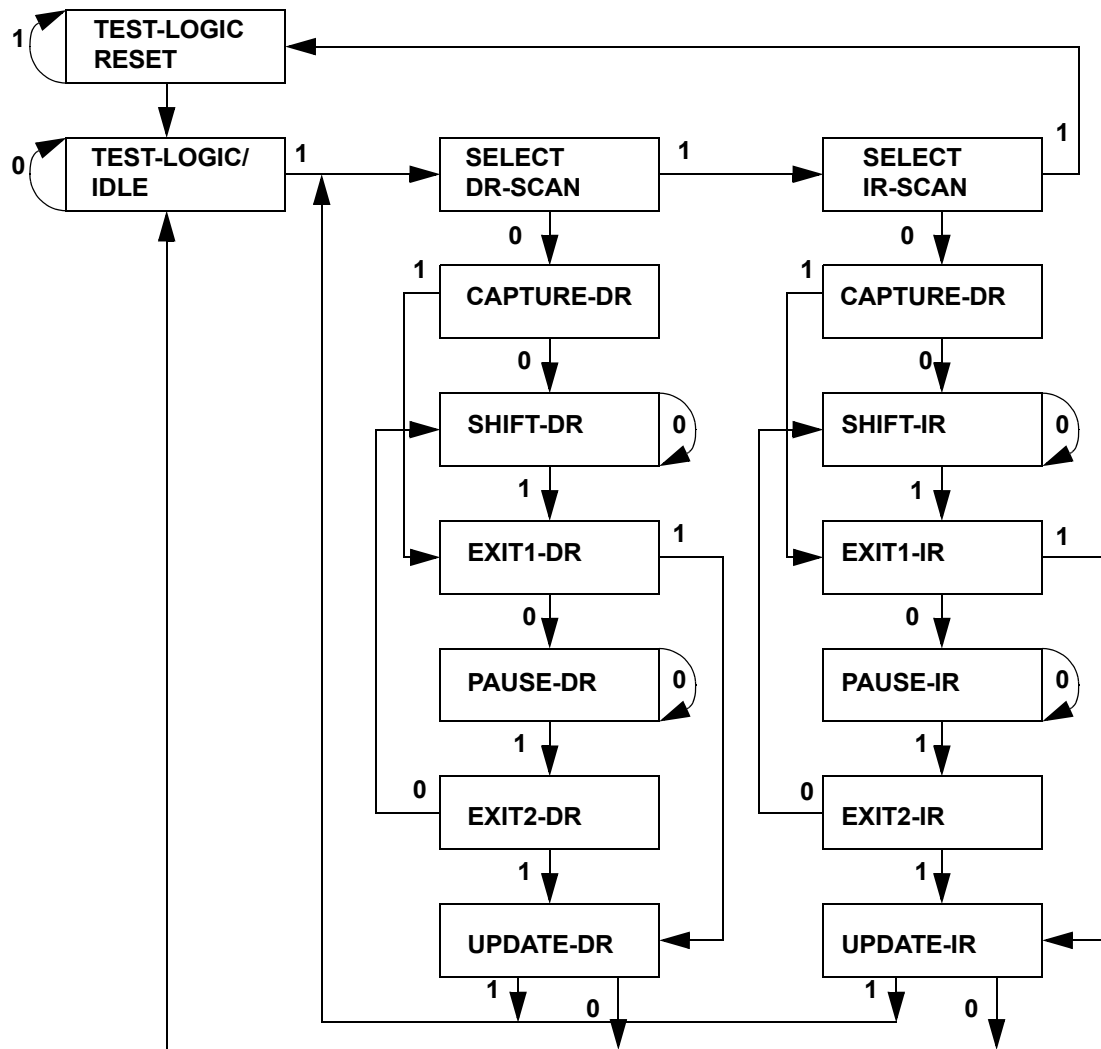 TEST-LOGIC
RESET
1
TEST-LOGIC/
IDLE
0
1
SELECT
DR-SCAN
1
SELECT
IR-SCAN
1
0
0
1
CAPTURE-DR
1
CAPTURE-DR
0
0
SHIFT-DR
0
SHIFT-IR
0
1
1
EXIT1-DR
1
EXIT1-IR
1
0
0
PAUSE-DR
0
PAUSE-IR
0
1
1
0
EXIT2-DR
0
EXIT2-IR
1
1
UPDATE-DR
UPDATE-IR
1
0
1
0